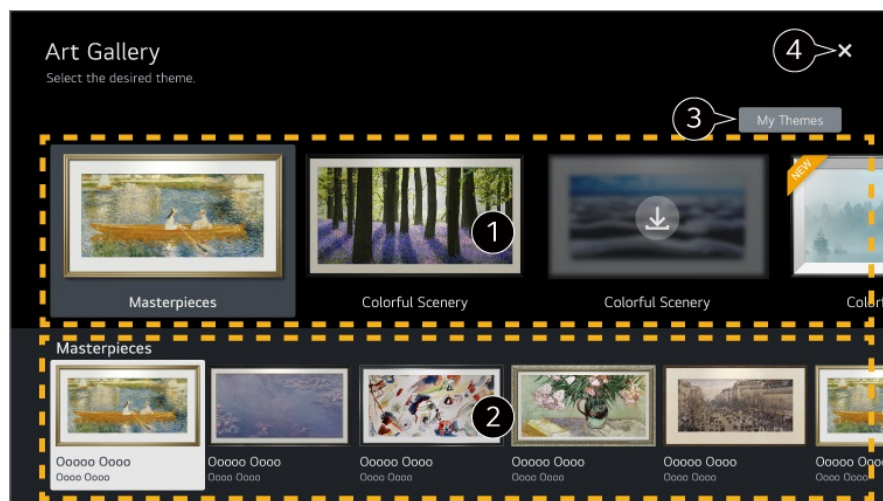 Art Gallery
Select the desired theme.
4
3
My Themes
NEW
1
Masterpieces
Colorful Scenery
Colorful Scenery
Masterpieces
2
Ooooo Oooo
Ooooo Oooo
Ooooo Oooo
Ooooo Oooo
Ooooo Oooo
Oooo Oooo
Oooo Oooo
Oooo Oooo
Oooo Oooo
Oooo Oooo
Oooo Oooo